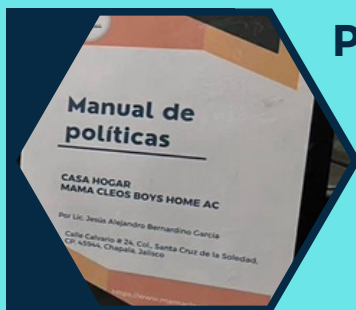 P
Manual de
políticas
CASA HOGAR
MAMA CLEOS BOYS HOME AC
Por Lic. Jesús Alejandro Bernardino García
Calle Calvario # 24, Col., Santa Cruz de la Soledad,
CP. 45944, Chapala, Jalisco